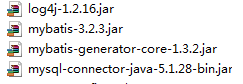 log4j-1.2.16.jar
mybatis-3.2.3.jar
mybatis-generator-core-1.3.2.jar
mysql-connector-java-5.1.28-bin.jar